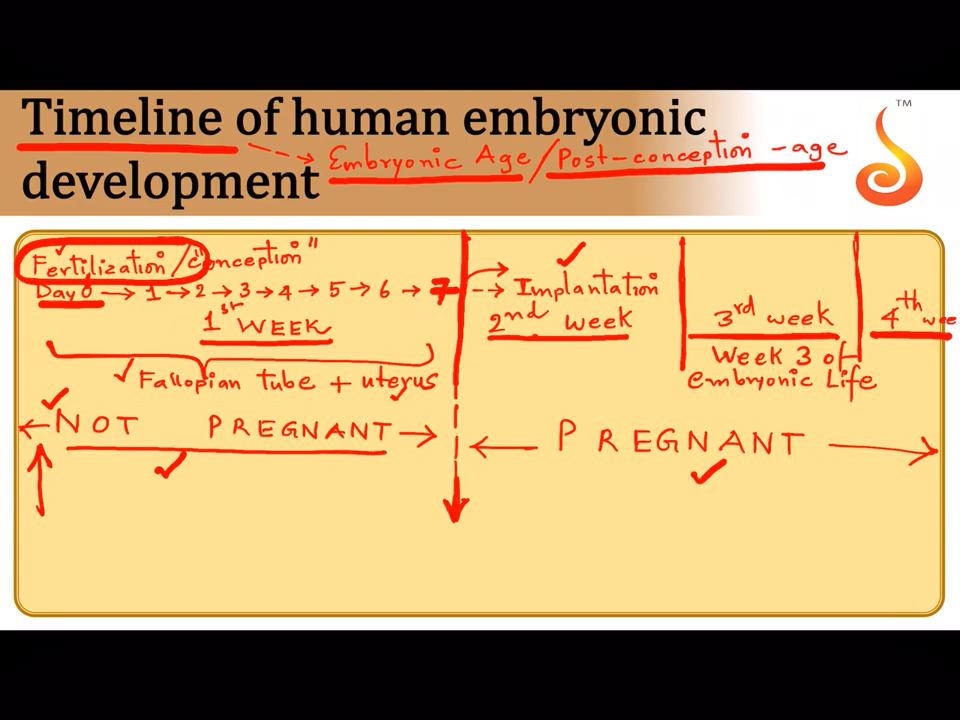 TM
Timeline of human embryonic
development
Embryonic Age / Post-conception -age
Fertilization / "conception"
Day 0 → 1 → 2 → 3 → 4 → 5 → 6 → 7 --→ Implantation
1st WEEK
2nd week
3rd week
4th wee
Week 3 of
embryonic Life
Fallopian tube + uterus
NOT PREGNANT
PREGNANT